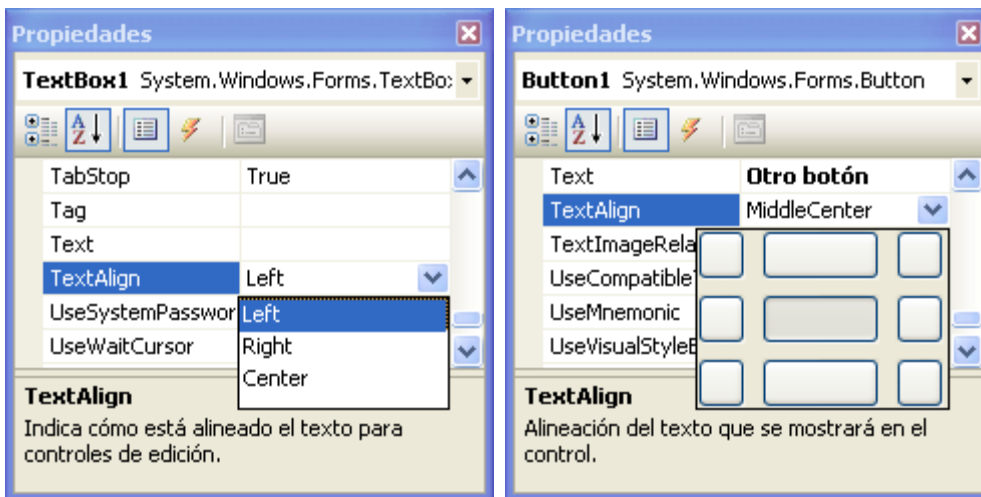 Propiedades
TextBox1 System.Windows.Forms.TextBo
TabStop True
Tag
Text
TextAlign Left
UseSystemPasswor Left
UseWaitCursor Right
Center
TextAlign
Indica cómo está alineado el texto para
controles de edición.
Propiedades
Button1 System.Windows.Forms.Button
Text Otro botón
TextAlign MiddleCenter
TextImageRela
UseCompatible
UseMnemonic
UseVisualStyle
TextAlign
Alineación del texto que se mostrará en el
control.